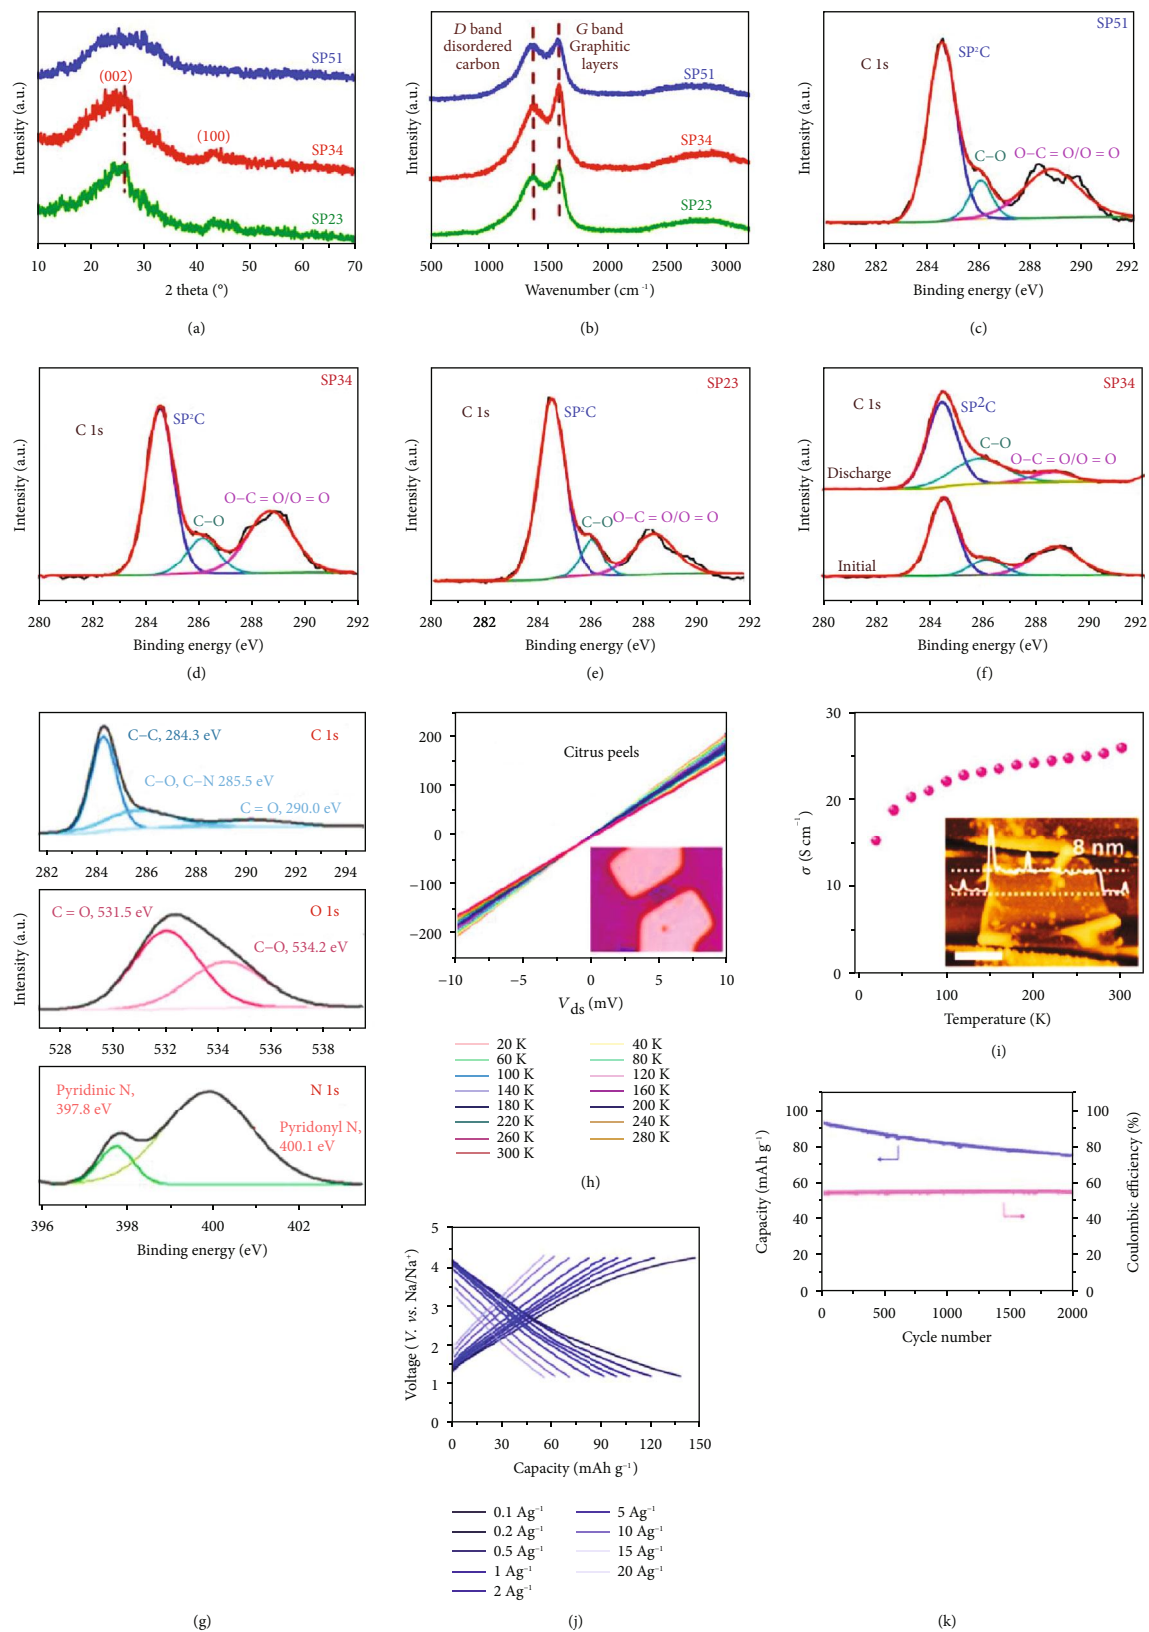 Intensity (a.u.)
SP51
(002)
(100)
SP34
SP23
10 20 30 40 50 60 70
2 theta (°)
(a)
Intensity (a.u.)
D band
disordered
carbon
G band
Graphitic
layers
SP51
SP34
SP23
500 1000 1500 2000 2500 3000
Wavenumber (cm⁻¹)
(b)
Intensity (a.u.)
SP51
C 1s
SP²C
C–O
O–C = O/O = O
280 282 284 286 288 290 292
Binding energy (eV)
(c)
Intensity (a.u.)
SP34
C 1s
SP²C
C–O
O–C = O/O = O
280 282 284 286 288 290 292
Binding energy (eV)
(d)
Intensity (a.u.)
SP23
C 1s
SP²C
C–O
O–C = O/O = O
280 282 284 286 288 290 292
Binding energy (eV)
(e)
Intensity (a.u.)
SP34
C 1s
SP²C
C–O
O–C = O/O = O
Discharge
Initial
280 282 284 286 288 290 292
Binding energy (eV)
(f)
Intensity (a.u.)
C–C, 284.3 eV
C 1s
C–O, C–N 285.5 eV
C = O, 290.0 eV
282 284 286 288 290 292 294
C = O, 531.5 eV
O 1s
C–O, 534.2 eV
528 530 532 534 536 538
Pyridinic N,
397.8 eV
N 1s
Pyridonyl N,
400.1 eV
396 398 400 402
Binding energy (eV)
(g)
200
100
0
−100
−200
Citrus peels
−10 −5 0 5 10
V ds (mV)
20 K 40 K
60 K 80 K
100 K 120 K
140 K 160 K
180 K 200 K
220 K 240 K
260 K 280 K
300 K
(h)
σ (S cm⁻¹)
30
20
10
0
8 nm
0 100 200 300
Temperature (K)
(i)
Voltage (V. vs. Na/Na⁺)
5
4
3
2
1
0
0 30 60 90 120 150
Capacity (mAh g⁻¹)
0.1 Ag⁻¹ 5 Ag⁻¹
0.2 Ag⁻¹ 10 Ag⁻¹
0.5 Ag⁻¹ 15 Ag⁻¹
1 Ag⁻¹ 20 Ag⁻¹
2 Ag⁻¹
(j)
Capacity (mAh g⁻¹)
100
80
60
40
20
0
100
80
60
40
20
0
Coulombic efficiency (%)
0 500 1000 1500 2000
Cycle number
(k)